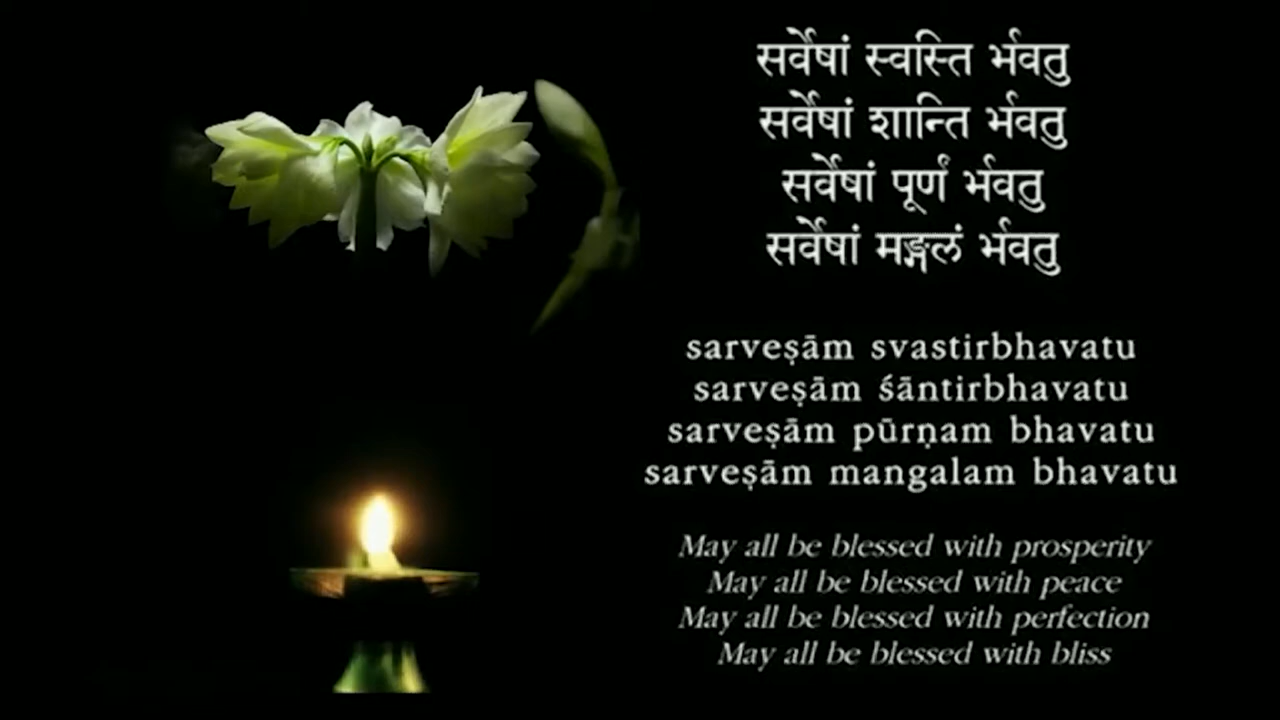 सर्वेषां स्वस्ति र्भवतु
सर्वेषां शान्ति र्भवतु
सर्वेषां पूर्णं र्भवतु
सर्वेषां मङ्गलं र्भवतु
sarveṣām svastirbhavatu
sarveṣām śāntirbhavatu
sarveṣām pūrṇam bhavatu
sarveṣām mangalam bhavatu
May all be blessed with prosperity
May all be blessed with peace
May all be blessed with perfection
May all be blessed with bliss